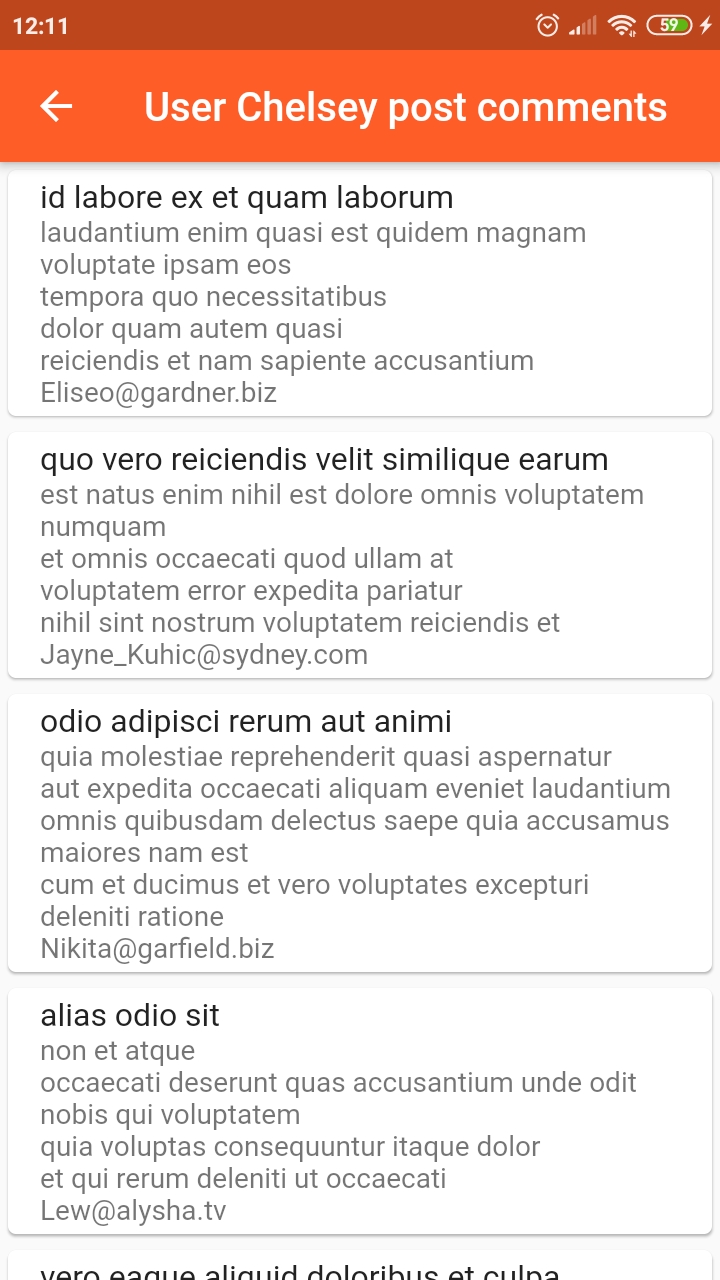 12:11
59
User Chelsey post comments
id labore ex et quam laborum
laudantium enim quasi est quidem magnam
voluptate ipsam eos
tempora quo necessitatibus
dolor quam autem quasi
reiciendis et nam sapiente accusantium
Eliseo@gardner.biz
quo vero reiciendis velit similique earum
est natus enim nihil est dolore omnis voluptatem
numquam
et omnis occaecati quod ullam at
voluptatem error expedita pariatur
nihil sint nostrum voluptatem reiciendis et
Jayne_Kuhic@sydney.com
odio adipisci rerum aut animi
quia molestiae reprehenderit quasi aspernatur
aut expedita occaecati aliquam eveniet laudantium
omnis quibusdam delectus saepe quia accusamus
maiores nam est
cum et ducimus et vero voluptates excepturi
deleniti ratione
Nikita@garfield.biz
alias odio sit
non et atque
occaecati deserunt quas accusantium unde odit
nobis qui voluptatem
quia voluptas consequuntur itaque dolor
et qui rerum deleniti ut occaecati
Lew@alysha.tv
vero eaque aliquid doloribus et culpa